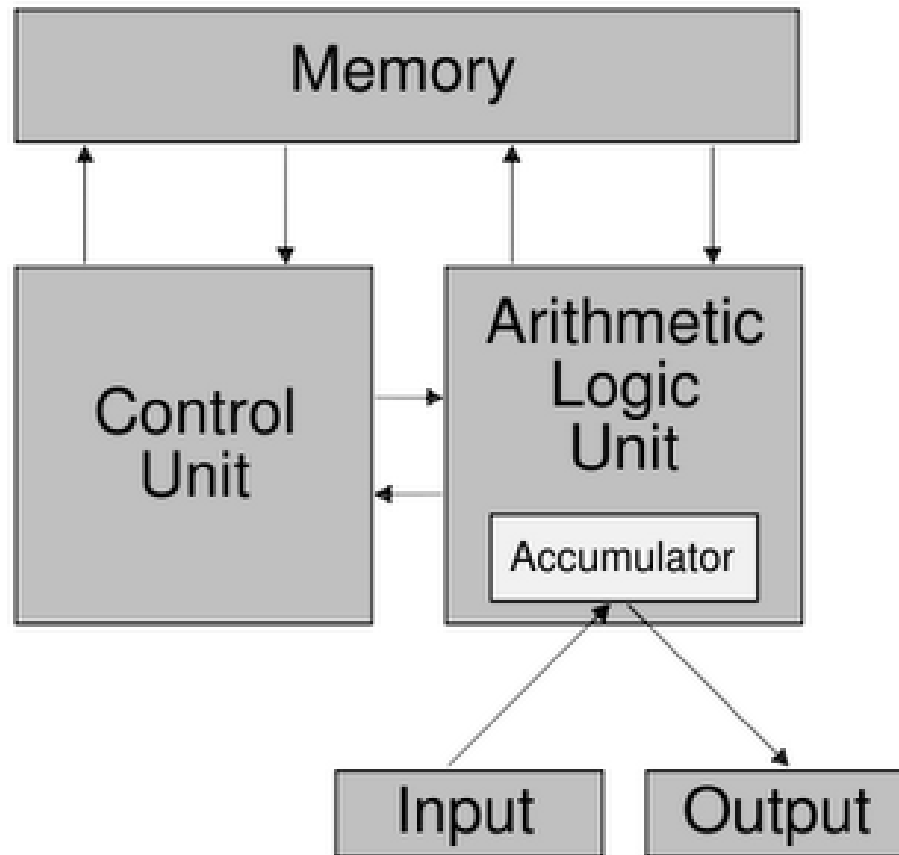 Memory
Control
Unit
Arithmetic
Logic
Unit
Accumulator
Input
Output